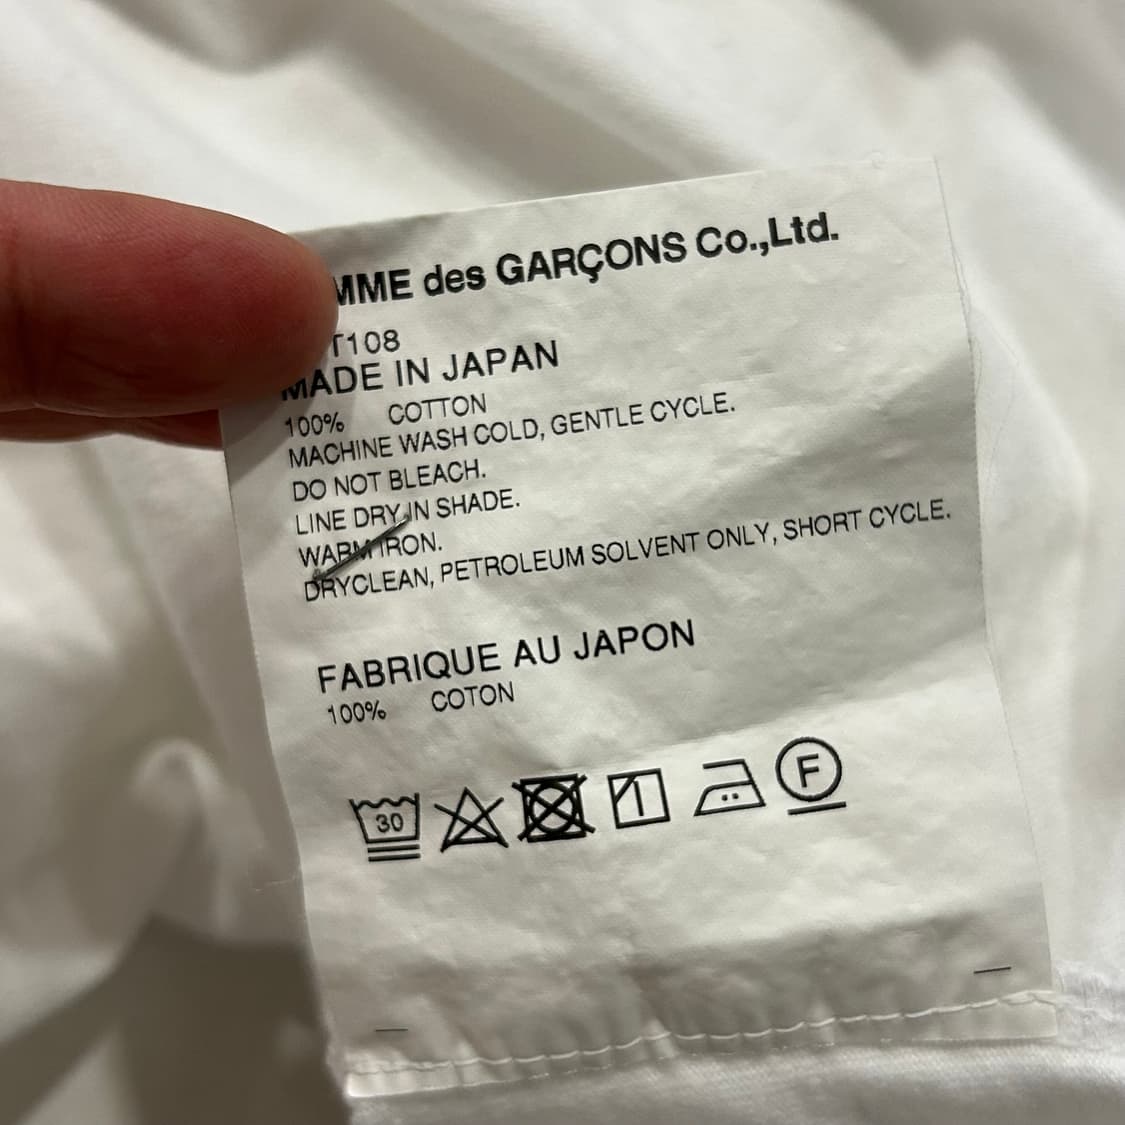 MME des GARÇONS Co.,Ltd.
T108
MADE IN JAPAN
100% COTTON
MACHINE WASH COLD, GENTLE CYCLE.
DO NOT BLEACH.
LINE DRY IN SHADE.
WARM IRON.
DRYCLEAN, PETROLEUM SOLVENT ONLY, SHORT CYCLE.
FABRIQUE AU JAPON
100% COTON
30 F